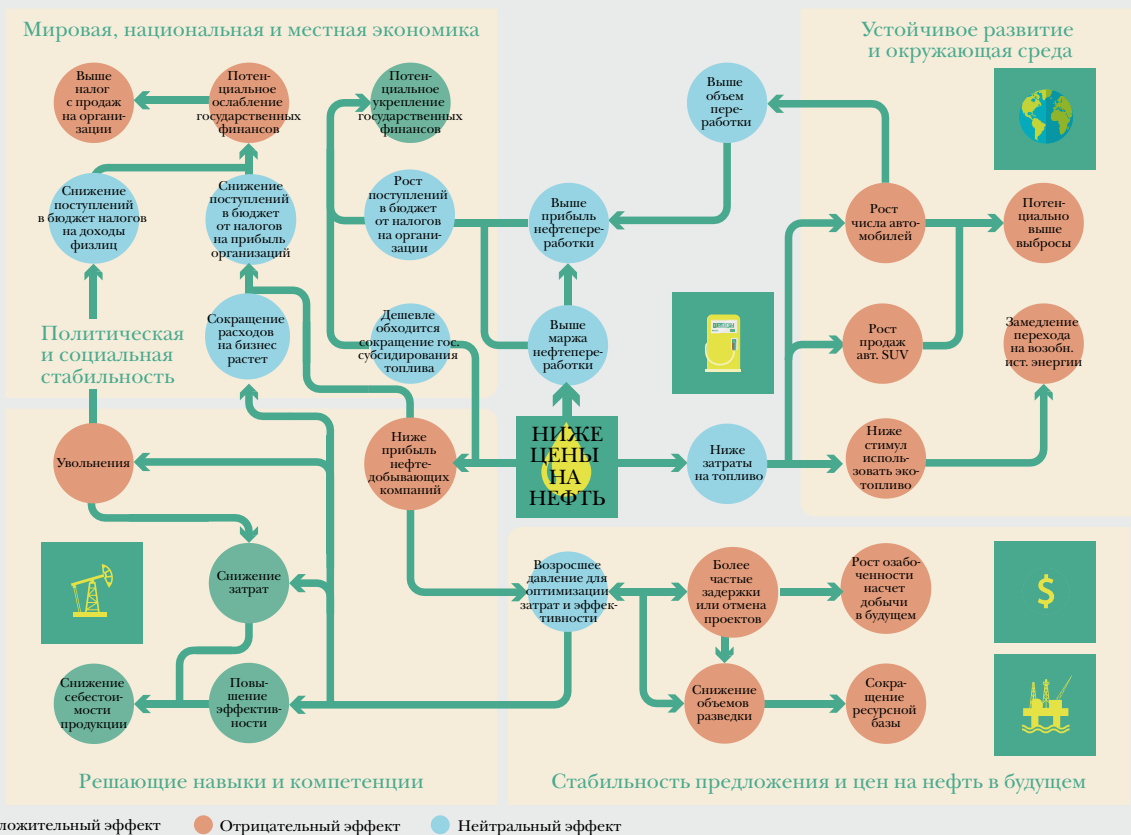 Мировая, национальная и местная экономика
Устойчивое развитие
и окружающая среда
Выше
налог
с продаж
на органи-
зации
Потен-
циальное
ослабление
государственных
финансов
Потен-
циальное
укрепление
государственных
финансов
Выше
объем
пере-
работки
Снижение
поступлений
в бюджет налогов
на доходы
физлиц
Снижение
поступлений
в бюджет
от налогов
на прибыль
организаций
Рост
поступлений
в бюджет
от налогов
на органи-
зации
Выше
прибыль
нефтепере-
работки
Рост
числа авто-
мобилей
Потен-
циально
выше
выбросы
Политическая
и социальная
стабильность
Сокращение
расходов
на бизнес
растет
Дешевле
обходится
сокращение гос.
субсидирования
топлива
Выше
маржа
нефтепере-
работки
Рост
продаж
авт. SUV
Замедление
перехода
на возобн.
ист. энергии
Увольнения
Ниже
прибыль
нефте-
добывающих
компаний
НИЖЕ
ЦЕНЫ
НА
НЕФТЬ
Ниже
затраты
на топливо
Ниже
стимул
исполь-
зовать эко-
топливо
Снижение
затрат
Возросшее
давление для
оптимизации
затрат и эффек-
тивности
Более
частые
задержки
или отмена
проектов
Рост озабо-
ченности
насчет
добычи
в будущем
$
Снижение
себестои-
мости
продукции
Повы-
шение
эффектив-
ности
Снижение
объемов
разведки
Сокра-
щение
ресурсной
базы
Решающие навыки и компетенции
Стабильность предложения и цен на нефть в будущем
ложительный эффект
Отрицательный эффект
Нейтральный эффект